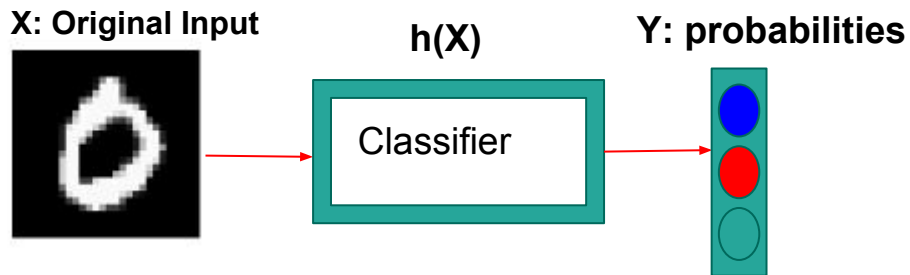 X: Original Input
h(X)
Y: probabilities
Classifier